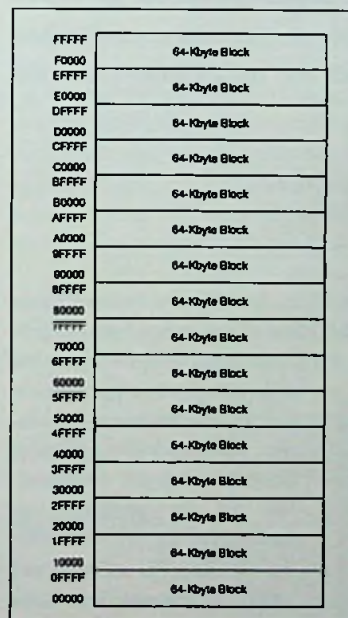 FFFFF
64-Kbyte Block
F0000
EFFFF
64-Kbyte Block
E0000
DFFFF
64-Kbyte Block
D0000
CFFFF
64-Kbyte Block
C0000
BFFFF
64-Kbyte Block
B0000
AFFFF
64-Kbyte Block
A0000
9FFFF
64-Kbyte Block
90000
8FFFF
64-Kbyte Block
80000
7FFFF
64-Kbyte Block
70000
6FFFF
64-Kbyte Block
60000
5FFFF
64-Kbyte Block
50000
4FFFF
64-Kbyte Block
40000
3FFFF
64-Kbyte Block
30000
2FFFF
64-Kbyte Block
20000
1FFFF
64-Kbyte Block
10000
0FFFF
64-Kbyte Block
00000